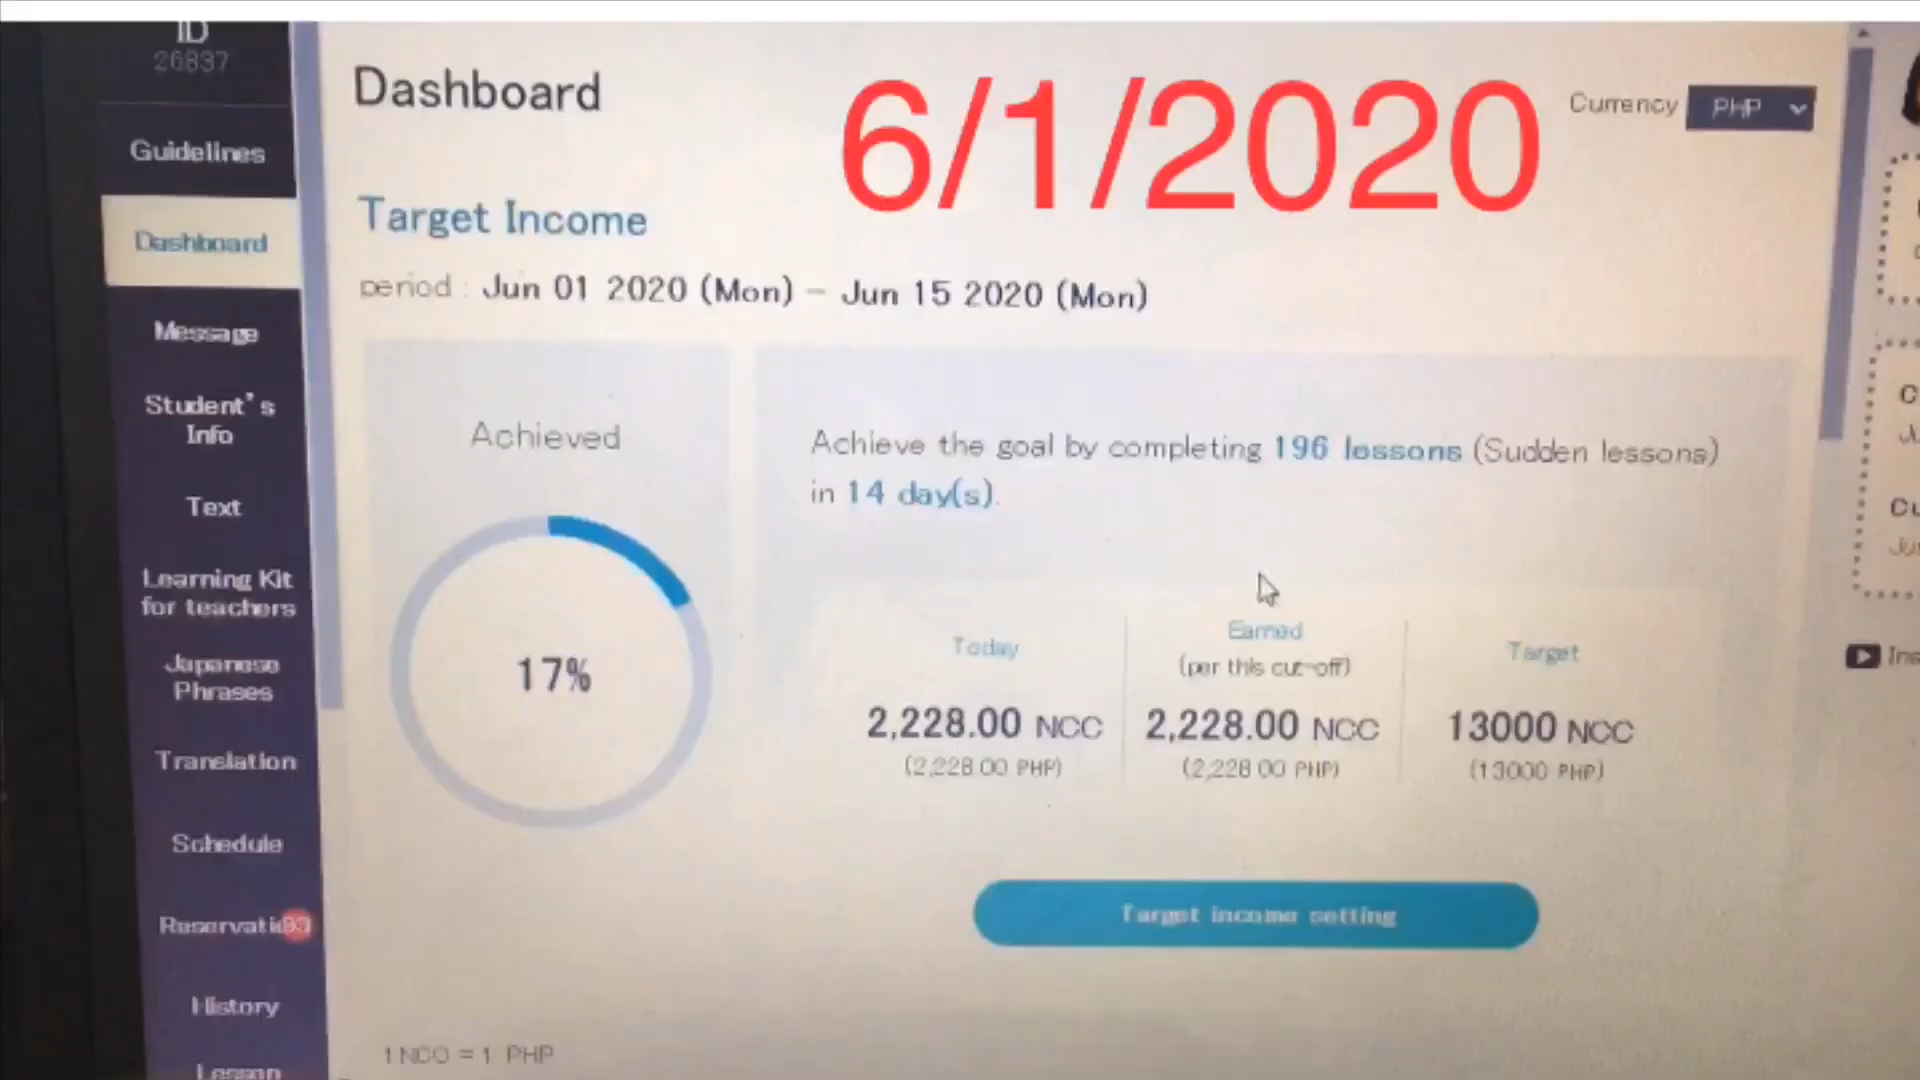 ID
26837
Guidelines
Dashboard
Message
Student's
Info
Text
Learning Kit
for teachers
Japanese
Phrases
Translation
Schedule
Reservati 93
History
Lesson
Dashboard
6/1/2020
Currency PHP
Target Income
period : Jun 01 2020 (Mon) - Jun 15 2020 (Mon)
Achieved
17%
Achieve the goal by completing 196 lessons (Sudden lessons)
in 14 day(s).
Today
2,228.00 NCC
(2,228.00 PHP)
Earned
(per this cut-off)
2,228.00 NCC
(2,228.00 PHP)
Target
13000 NCC
(13000 PHP)
Target income setting
1 NCC = 1 PHP